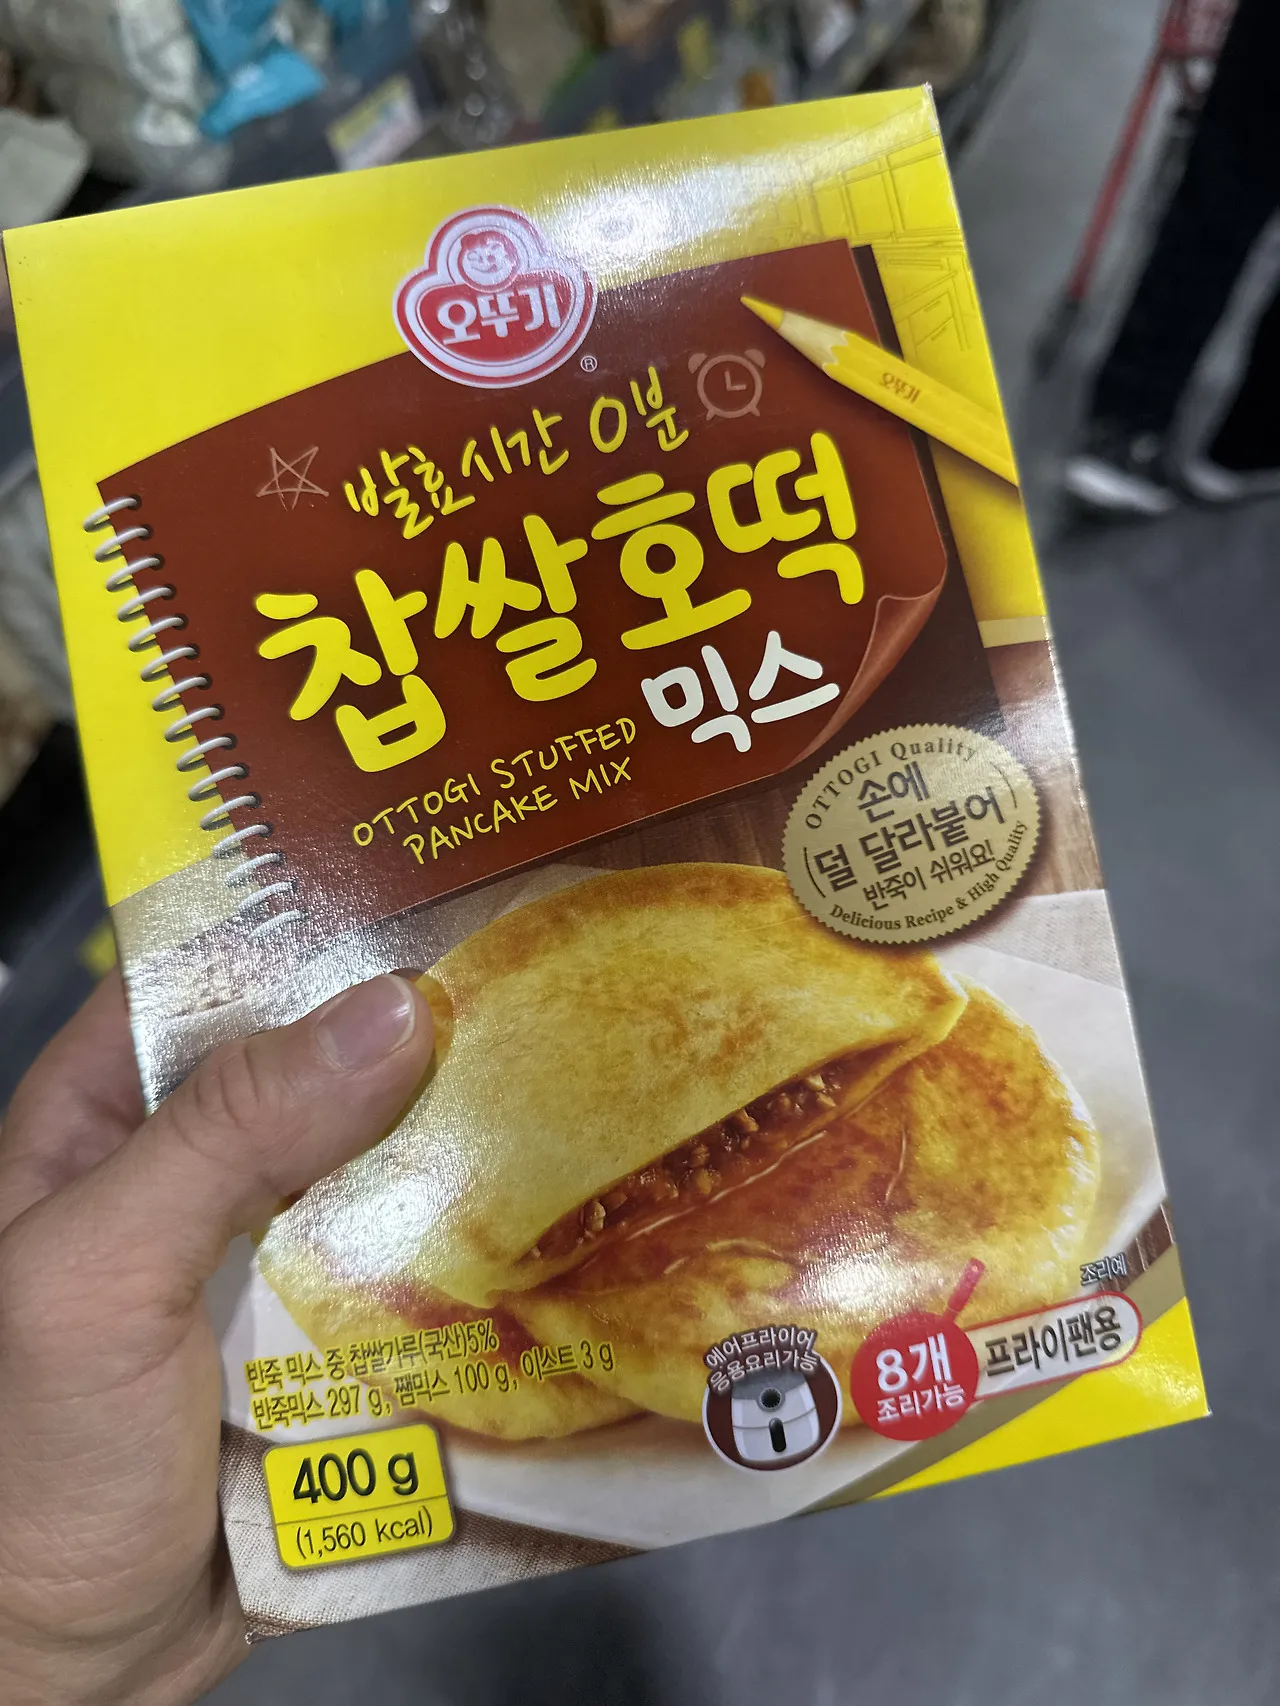 오뚜기
®
오뚜기
발효시간 0분
찹쌀호떡
믹스
OTTOGI STUFFED
PANCAKE MIX
OTTOGI Quality
손에
덜 달라붙어
반죽이 쉬워요!
Delicious Recipe & High Quality
조리예
반죽 믹스 중 찹쌀가루(국산)5%
반죽믹스 297 g, 잼믹스 100 g, 이스트 3 g
에어프라이어
응용요리가능
8개
조리가능
프라이팬용
400 g
(1,560 kcal)